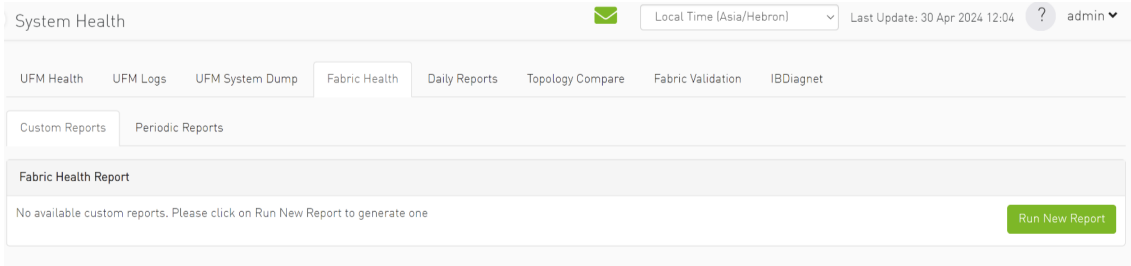 System Health
Local Time (Asia/Hebron)
Last Update: 30 Apr 2024 12:04
?
admin
UFM Health
UFM Logs
UFM System Dump
Fabric Health
Daily Reports
Topology Compare
Fabric Validation
IBDiagnet
Custom Reports
Periodic Reports
Fabric Health Report
No available custom reports. Please click on Run New Report to generate one
Run New Report